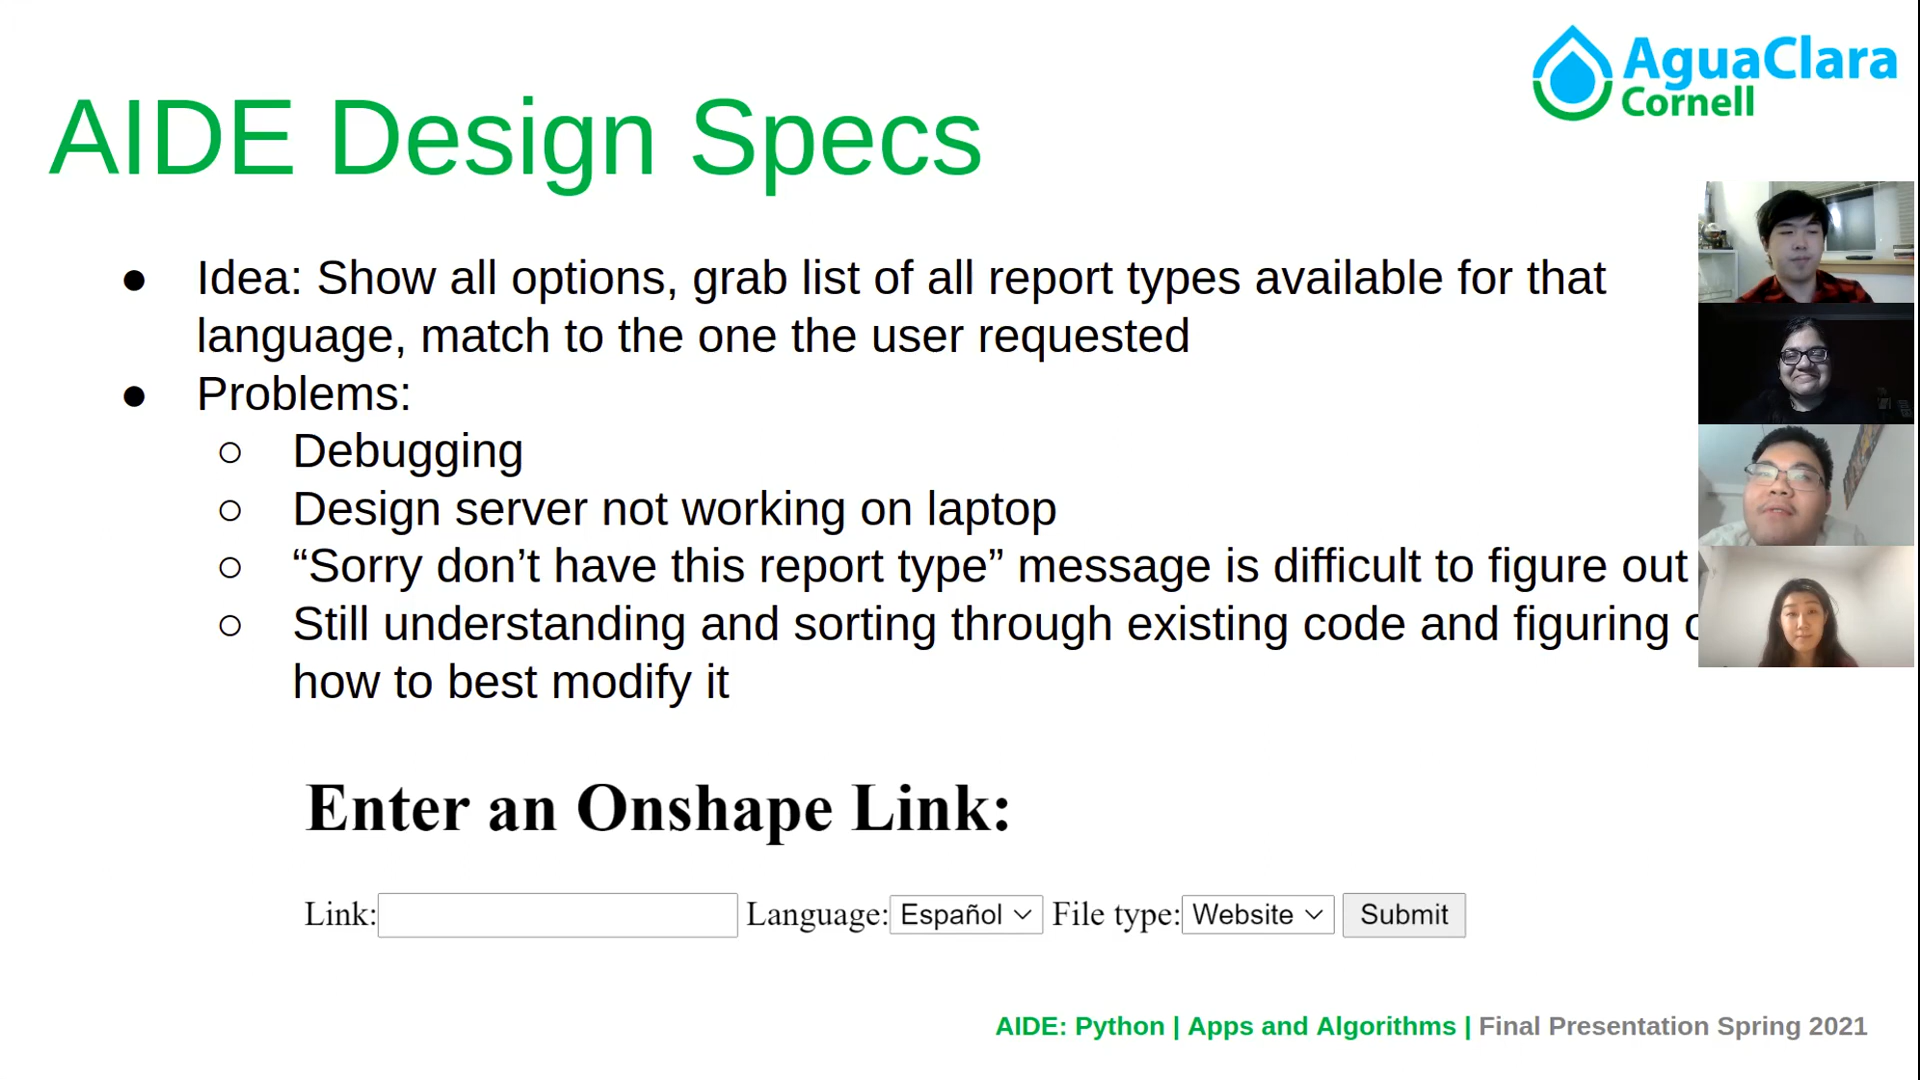 AguaClara
Cornell
AIDE Design Specs
● Idea: Show all options, grab list of all report types available for that
language, match to the one the user requested
● Problems:
○ Debugging
○ Design server not working on laptop
○ “Sorry don’t have this report type” message is difficult to figure out
○ Still understanding and sorting through existing code and figuring
how to best modify it
Enter an Onshape Link:
Link: Language: Español File type: Website Submit
AIDE: Python | Apps and Algorithms | Final Presentation Spring 2021